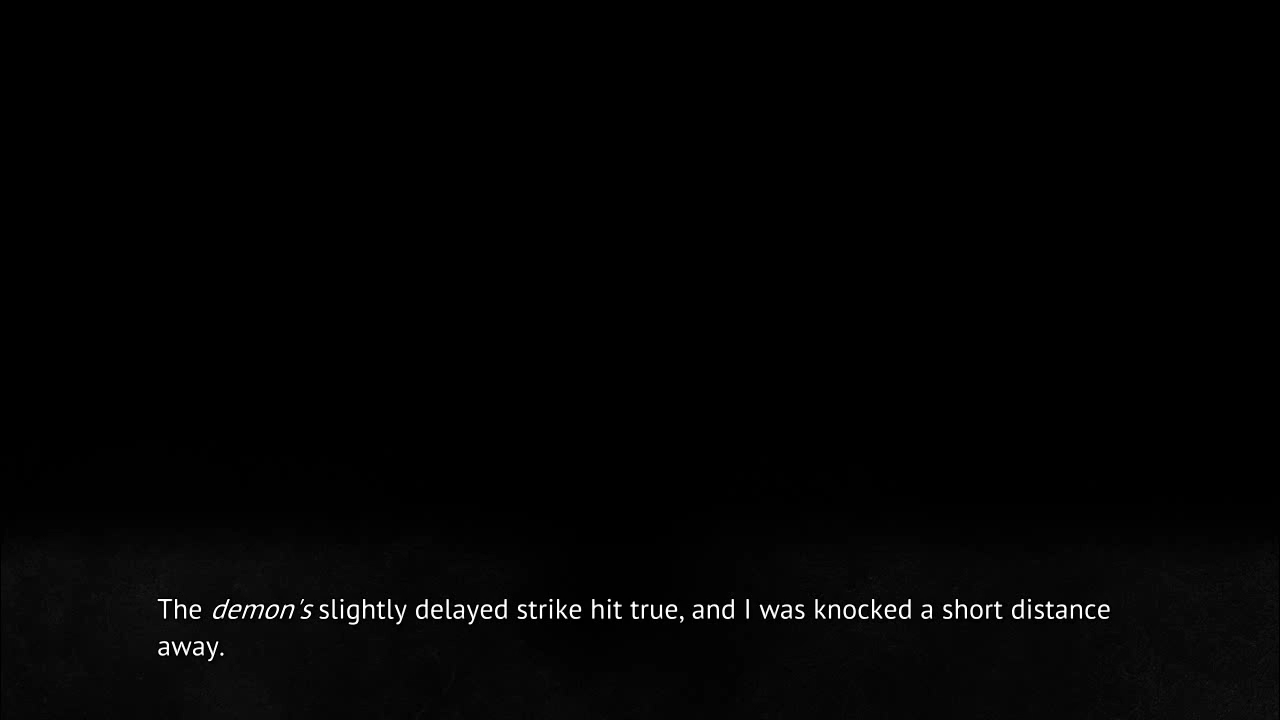 The demon's slightly delayed strike hit true, and I was knocked a short distance
away.